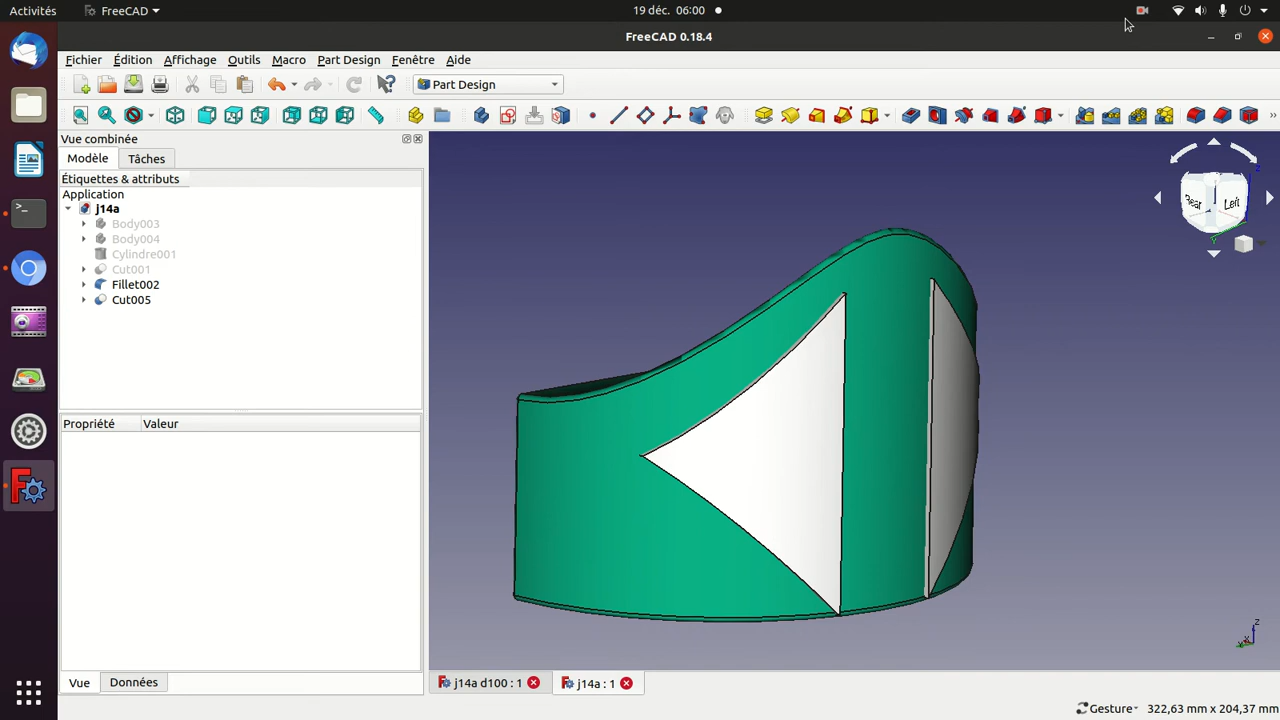 Activités FreeCAD 19 déc. 06:00
FreeCAD 0.18.4
Fichier Édition Affichage Outils Macro Part Design Fenêtre Aide
Part Design
»
Vue combinée
Modèle Tâches
Étiquettes & attributs
Application
j14a
Body003
Body004
Cylindre001
Cut001
Fillet002
Cut005
Rear Left
Z
Y
Propriété Valeur
z
Vue Données
j14a d100 : 1 j14a : 1
Gesture 322,63 mm x 204,37 mm